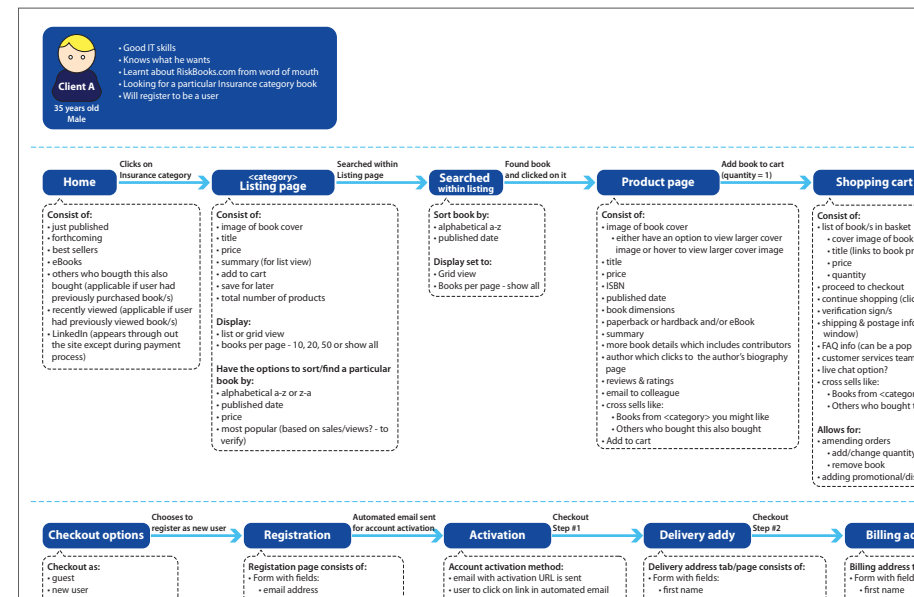 • Good IT skills
• Knows what he wants
• Learnt about RiskBooks.com from word of mouth
• Looking for a particular Insurance category book
• Will register to be a user
Client A
35 years old
Male
Clicks on
Insurance category
Searched within
Listing page
Found book
and clicked on it
Add book to cart
(quantity = 1)
Home
<category>
Listing page
Searched
within listing
Product page
Shopping cart
Consist of:
• just published
• forthcoming
• best sellers
• eBooks
• others who bougth this also
bought (applicable if user had
previously purchased book/s)
• recently viewed (applicable if user
had previously viewed book/s)
• LinkedIn (appears through out
the site except during payment
process)
Consist of:
• image of book cover
• title
• price
• summary (for list view)
• add to cart
• save for later
• total number of products
Display:
• list or grid view
• books per page - 10, 20, 50 or show all
Have the options to sort/find a particular
book by:
• alphabetical a-z or z-a
• published date
• price
• most popular (based on sales/views? - to
verify)
Sort book by:
• alphabetical a-z
• published date
Display set to:
• Grid view
• Books per page - show all
Consist of:
• image of book cover
• either have an option to view larger cover
image or hover to view larger cover image
• title
• price
• ISBN
• published date
• book dimensions
• paperback or hardback and/or eBook
• summary
• more book details which includes contributors
• author which clicks to the author's biography
page
• reviews & ratings
• email to colleague
• cross sells like:
• Books from <category> you might like
• Others who bought this also bought
• Add to cart
Consist of:
• list of book/s in basket
• cover image of book
• title (links to book
• price
• quantity
• proceed to checkout
• continue shopping
• verification sign/s
• shipping & postage
window)
• FAQ info (can be a pop
• customer services team
• live chat option?
• cross sells like:
• Books from
• Others who bought
Allows for:
• amending orders
• add/change quantity
• remove book
• adding
Chooses to
register as new user
Automated email sent
for account activation
Checkout
Step #1
Checkout
Step #2
Checkout options
Registration
Activation
Delivery addy
Billing
Checkout as:
• guest
• new user
Registration page consists of:
• Form with fields:
• email address
Account activation method:
• email with activation URL is sent
• user to click on link in automated email
Delivery address tab/page consists of:
• Form with fields:
• first name
Billing address
• Form with
• first name